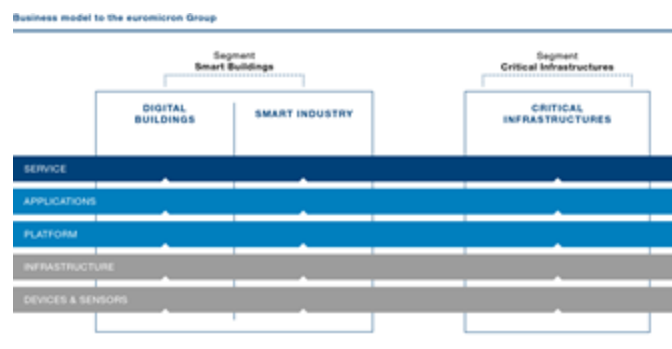 Business model to the euromicron Group
Segment
Smart Buildings
Segment
Critical Infrastructures
DIGITAL
BUILDINGS
SMART INDUSTRY
CRITICAL
INFRASTRUCTURES
SERVICE
APPLICATIONS
PLATFORM
INFRASTRUCTURE
DEVICES & SENSORS